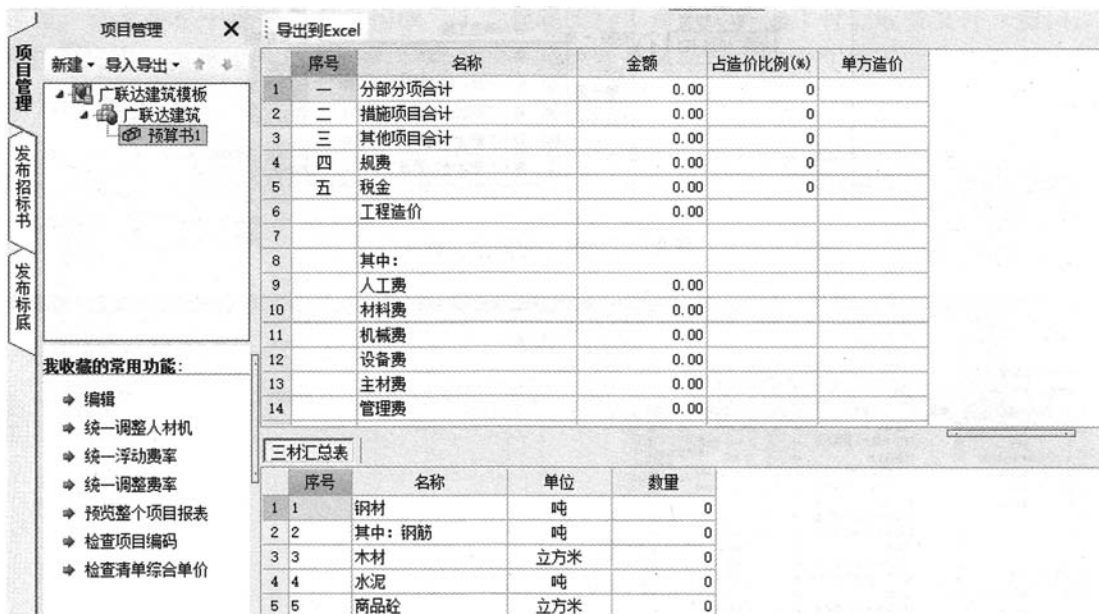 项目管理
发布招标书
发布标底
项目管理 ✕
新建 导入导出
广联达建筑模板
广联达建筑
预算书1
我收藏的常用功能:
编辑
统一调整人材机
统一浮动费率
统一调整费率
预览整个项目报表
检查项目编码
检查清单综合单价
导出到Excel
序号 名称 金额 占造价比例(%) 单方造价
1 一 分部分项合计 0.00 0
2 二 措施项目合计 0.00 0
3 三 其他项目合计 0.00 0
4 四 规费 0.00 0
5 五 税金 0.00 0
6 工程造价 0.00
7
8 其中:
9 人工费 0.00
10 材料费 0.00
11 机械费 0.00
12 设备费 0.00
13 主材费 0.00
14 管理费 0.00
三材汇总表
序号 名称 单位 数量
1 1 钢材 吨 0
2 2 其中: 钢筋 吨 0
3 3 木材 立方米 0
4 4 水泥 吨 0
5 5 商品砼 立方米 0